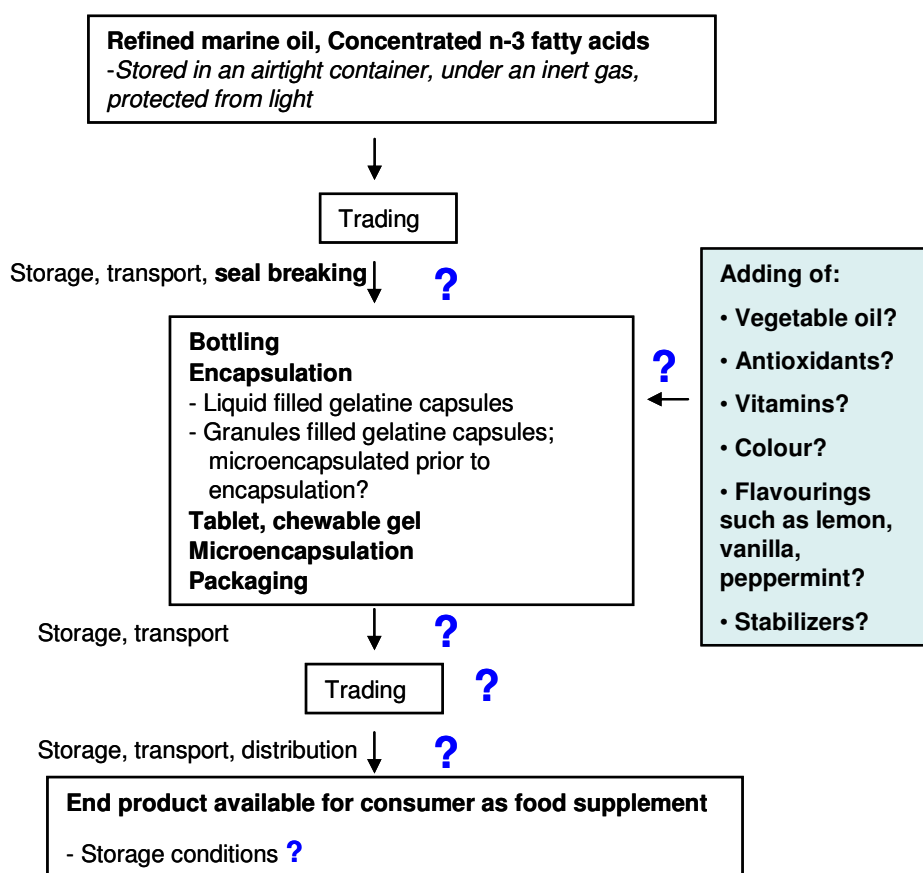 Refined marine oil, Concentrated n-3 fatty acids
-Stored in an airtight container, under an inert gas,
protected from light
Trading
Storage, transport, seal breaking
?
Bottling
Encapsulation
- Liquid filled gelatine capsules
- Granules filled gelatine capsules;
microencapsulated prior to
encapsulation?
Tablet, chewable gel
Microencapsulation
Packaging
?
Adding of:
• Vegetable oil?
• Antioxidants?
• Vitamins?
• Colour?
• Flavourings
such as lemon,
vanilla,
peppermint?
• Stabilizers?
Storage, transport
?
Trading
?
Storage, transport, distribution
?
End product available for consumer as food supplement
- Storage conditions ?